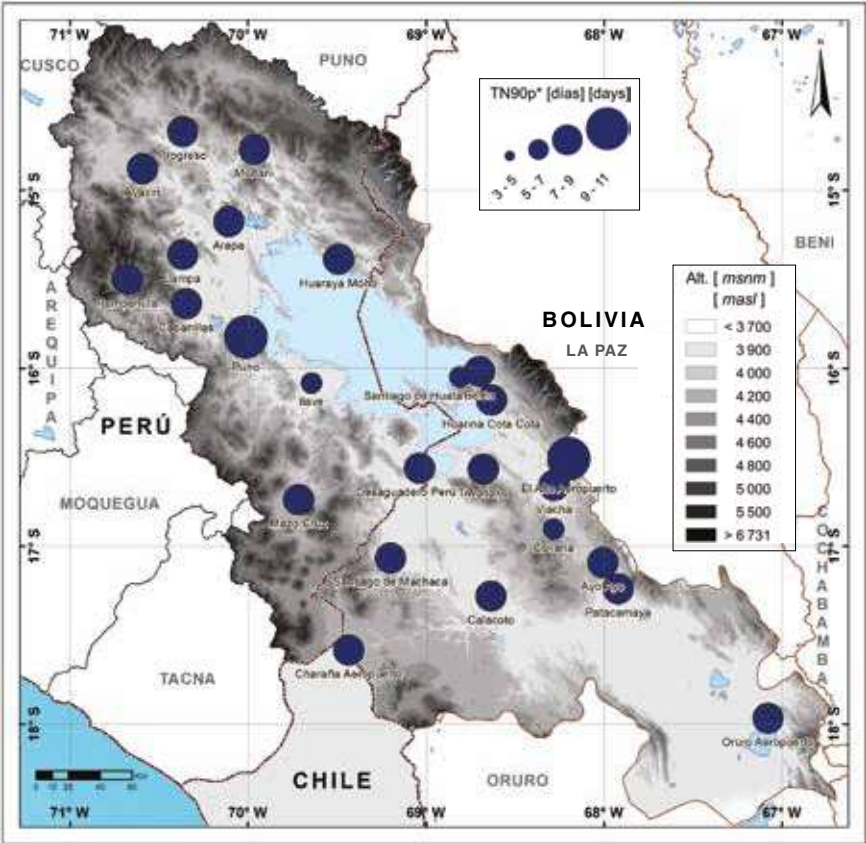 71° W
70° W
69° W
68° W
67° W
CUSCO
PUNO
TN90p* [días] [days]
3 - 5
5 - 7
7 - 9
9 - 11
Progreso
Muñani
Ayaviri
15° S
15° S
Arapa
BENI
Lampa
Huaraya Moho
Pampahuta
Cabanillas
AREQUIPA
Alt. [ msnm ]
[ masl ]
< 3 700
3 900
4 000
4 200
4 400
4 600
4 800
5 000
5 500
> 6 731
BOLIVIA
LA PAZ
Puno
16° S
16° S
Ilave
Santiago de Huata
Huarina Cota Cota
PERÚ
Desaguadero Perú
El Alto Aeropuerto
Viacha
MOQUEGUA
Mazo Cruz
COCHABAMBA
17° S
17° S
Collana
Santiago de Machaca
Ayo Ayo
Calacoto
Patacamaya
Charaña Aeropuerto
TACNA
18° S
18° S
Oruro Aeropuerto
CHILE
ORURO
71° W
70° W
69° W
68° W
67° W